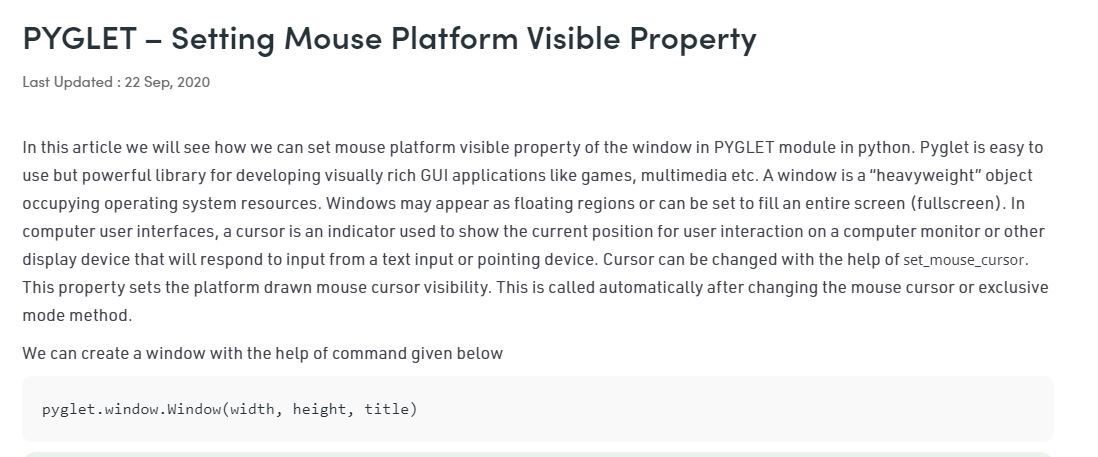 PYGLET – Setting Mouse Platform Visible Property
Last Updated : 22 Sep, 2020
In this article we will see how we can set mouse platform visible property of the window in PYGLET module in python. Pyglet is easy to
use but powerful library for developing visually rich GUI applications like games, multimedia etc. A window is a “heavyweight” object
occupying operating system resources. Windows may appear as floating regions or can be set to fill an entire screen (fullscreen). In
computer user interfaces, a cursor is an indicator used to show the current position for user interaction on a computer monitor or other
display device that will respond to input from a text input or pointing device. Cursor can be changed with the help of set_mouse_cursor.
This property sets the platform drawn mouse cursor visibility. This is called automatically after changing the mouse cursor or exclusive
mode method.
We can create a window with the help of command given below
pyglet.window.Window(width, height, title)